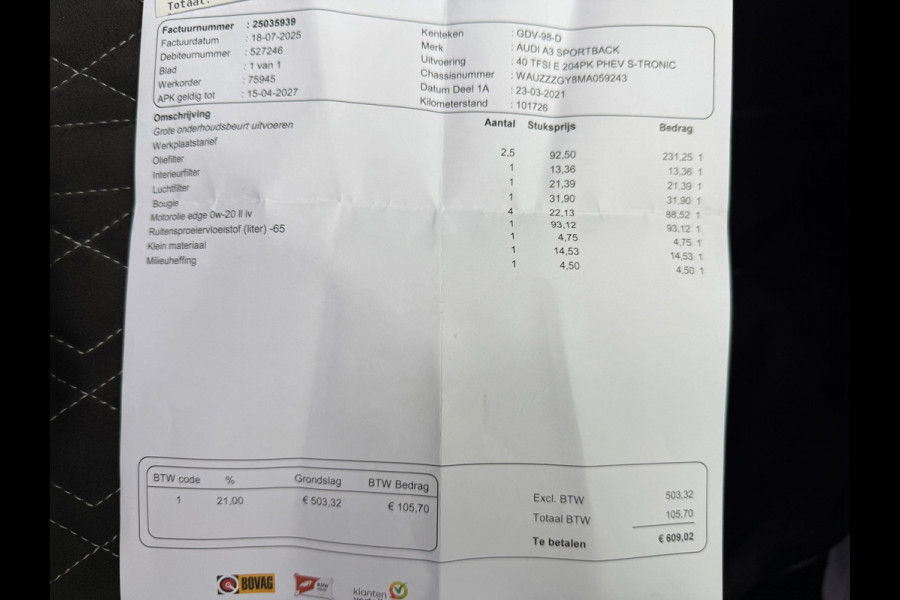 Totaal:
Factuurnummer : 25035939
Factuurdatum : 18-07-2025
Debiteurnummer : 527246
Blad : 1 van 1
Werkorder : 75945
APK geldig tot : 15-04-2027
Kenteken : GDV-98-D
Merk : AUDI A3 SPORTBACK
Uitvoering : 40 TFSI E 204PK PHEV S-TRONIC
Chassisnummer : WAUZZZGY8MA059243
Datum Deel 1A : 23-03-2021
Kilometerstand : 101726
Omschrijving Aantal Stuksprijs Bedrag
Grote onderhoudsbeurt uitvoeren
Werkplaatstarief 2,5 92,50 231,25 1
Oliefilter 1 13,36 13,36 1
Interieurfilter 1 21,39 21,39 1
Luchtfilter 1 31,90 31,90 1
Bougie 4 22,13 88,52 1
Motorolie edge 0w-20 ll iv 1 93,12 93,12 1
Ruitensproeiervloeistof (liter) -65 1 4,75 4,75 1
Klein materiaal 1 14,53 14,53 1
Milieuheffing 1 4,50 4,50 1
BTW code % Grondslag BTW Bedrag
1 21,00 € 503,32 € 105,70
Excl. BTW 503,32
Totaal BTW 105,70
Te betalen € 609,02
BOVAG
klanten